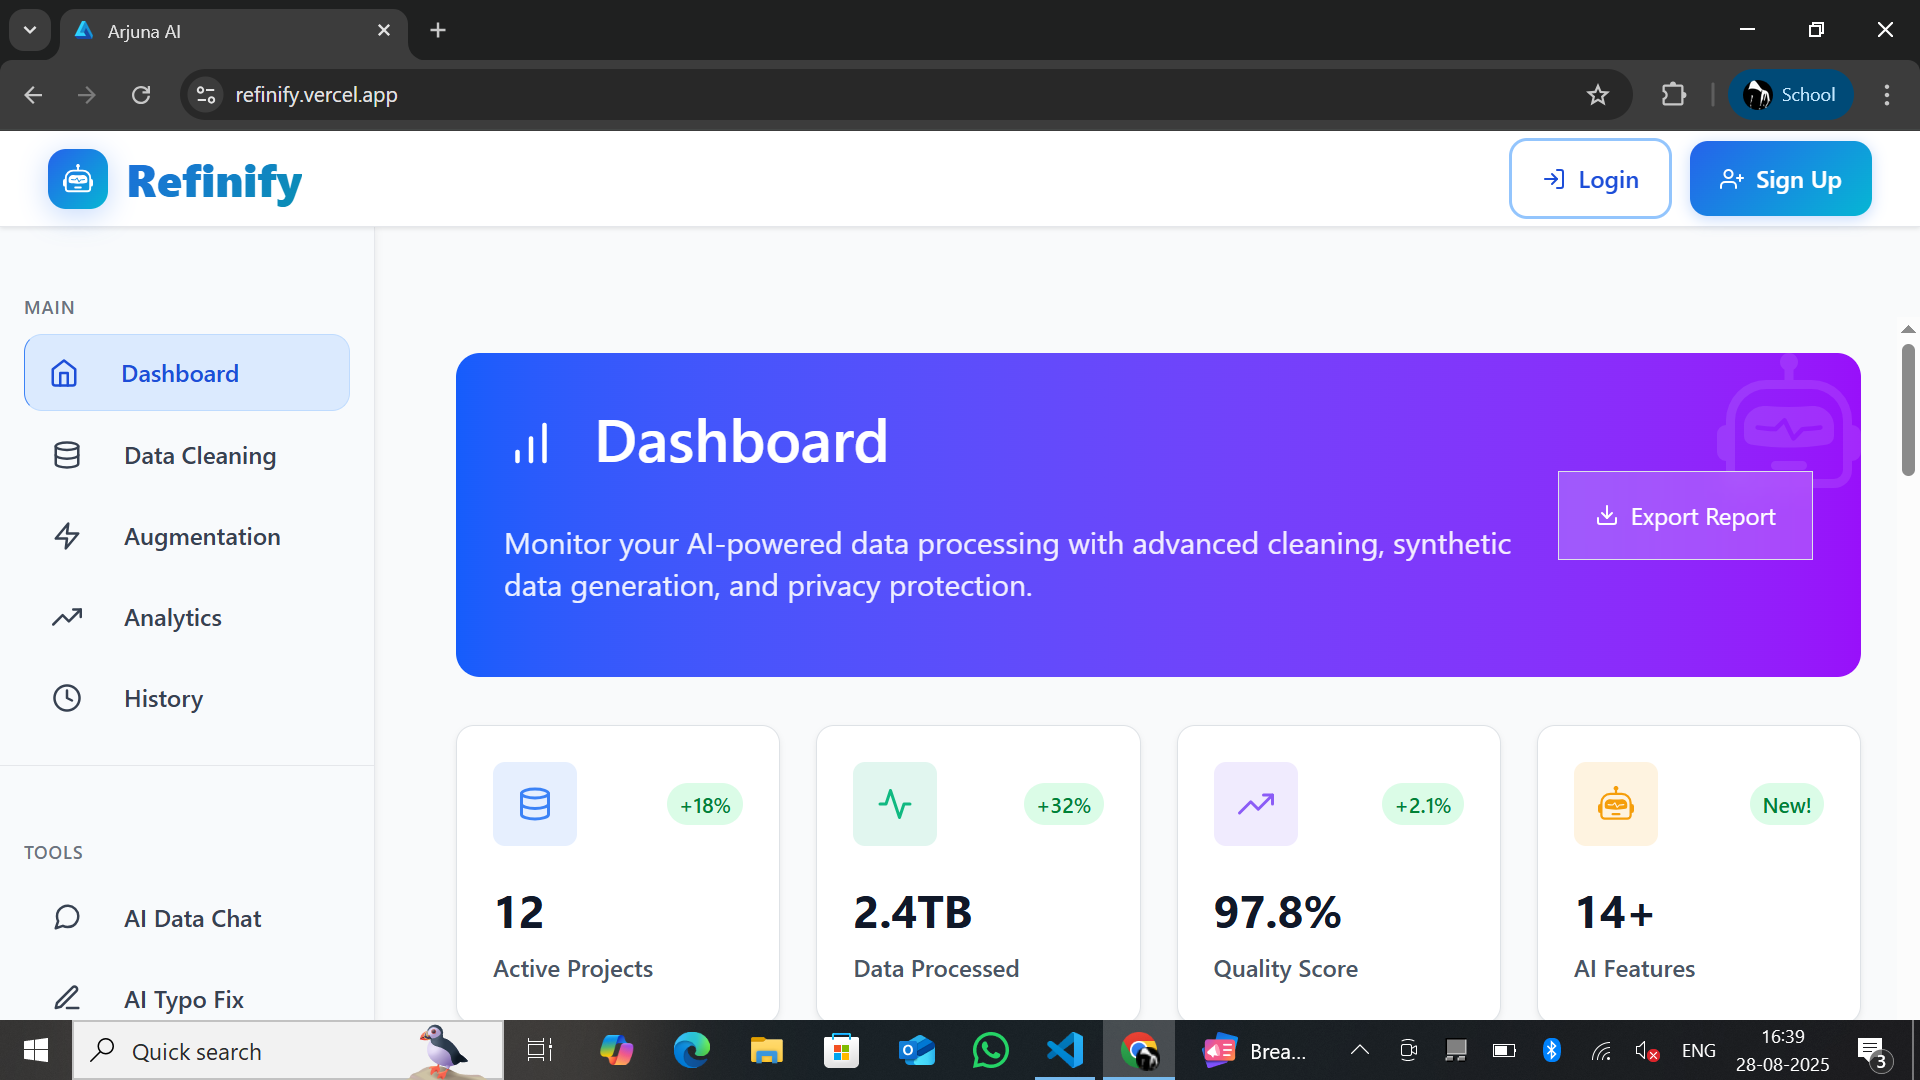 Arjuna AI
refinify.vercel.app
School
Refinify
Login
Sign Up
MAIN
Dashboard
Data Cleaning
Augmentation
Analytics
History
TOOLS
AI Data Chat
AI Typo Fix
Dashboard
Monitor your AI-powered data processing with advanced cleaning, synthetic
data generation, and privacy protection.
Export Report
+18%
12
Active Projects
+32%
2.4TB
Data Processed
+2.1%
97.8%
Quality Score
New!
14+
AI Features
Quick search
Brea...
ENG
16:39
28-08-2025
3